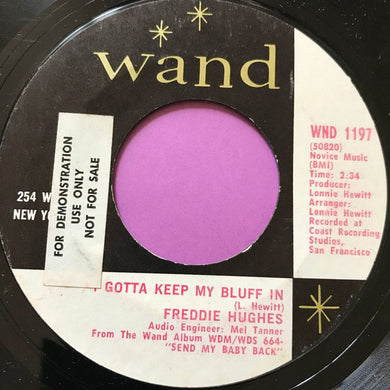 wand
WND 1197
(50820)
Novice Music
(BMI)
Time: 2:34
Producer:
Lonnie Hewitt
Arranger:
Lonnie Hewitt
Recorded at
Coast Recording
Studios,
San Francisco
254 W
NEW YO
FOR DEMONSTRATION
USE ONLY
NOT FOR SALE
GOTTA KEEP MY BLUFF IN
(L. Hewitt)
FREDDIE HUGHES
Audio Engineer: Mel Tanner
From The Wand Album WDM/WDS 664-
"SEND MY BABY BACK"